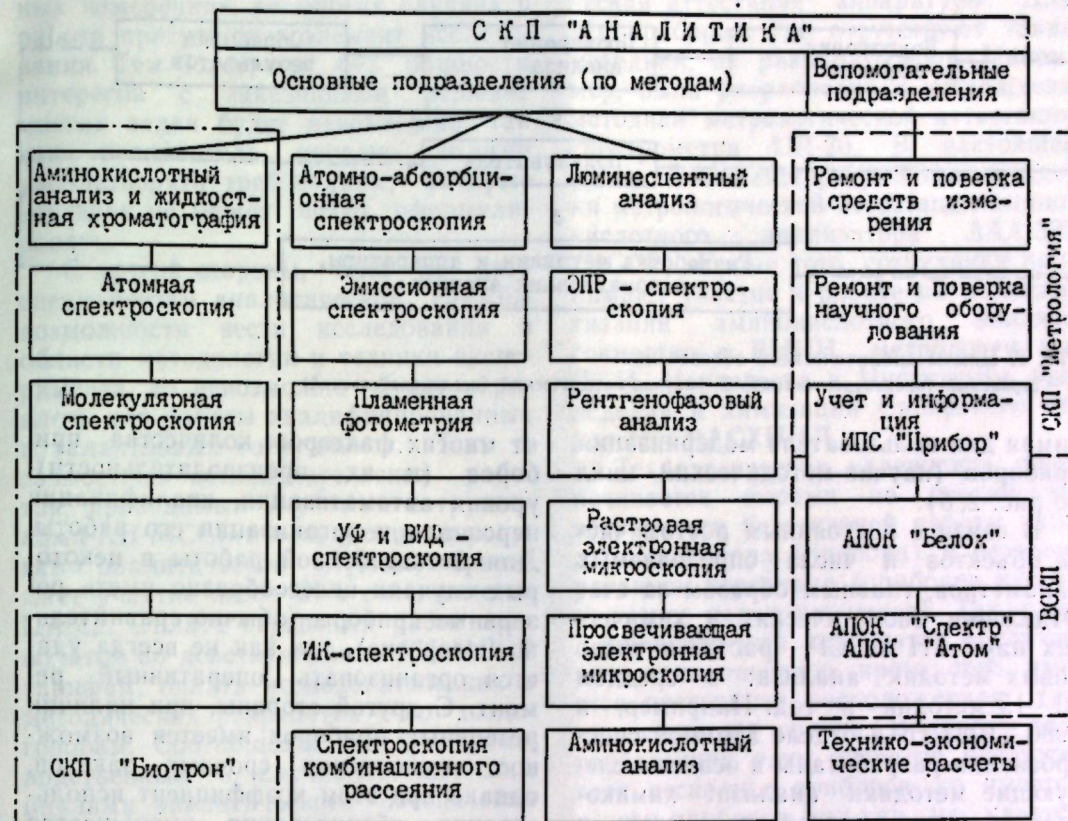 СКП "АНАЛИТИКА"
Основные подразделения (по методам)
Вспомогательные
подразделения
Аминокислотный
анализ и жидкост-
ная хроматография
Атомно-абсорбци-
онная
спектроскопия
Люминесцентный
анализ
Ремонт и поверка
средств изме-
рения
Атомная
спектроскопия
Эмиссионная
спектроскопия
ОПР - спектро-
скопия
Ремонт и поверка
научного обору-
дования
Молекулярная
спектроскопия
Пламенная
фотометрия
Рентгенофазовый
анализ
Учет и информа-
ция
ИПС "Прибор"
СКП "Метрология"
УФ и ВИД-
спектроскопия
Растровая
электронная
микроскопия
АПОК "Белок"
ИК-спектроскопия
Просвечивающая
электронная
микроскопия
АПОК "Спектр"
АПОК "Атом"
ВСКП
СКП "Биотрон"
Спектроскопия
комбинационного
рассеяния
Аминокислотный
анализ
Технико-экономи-
ческие расчеты